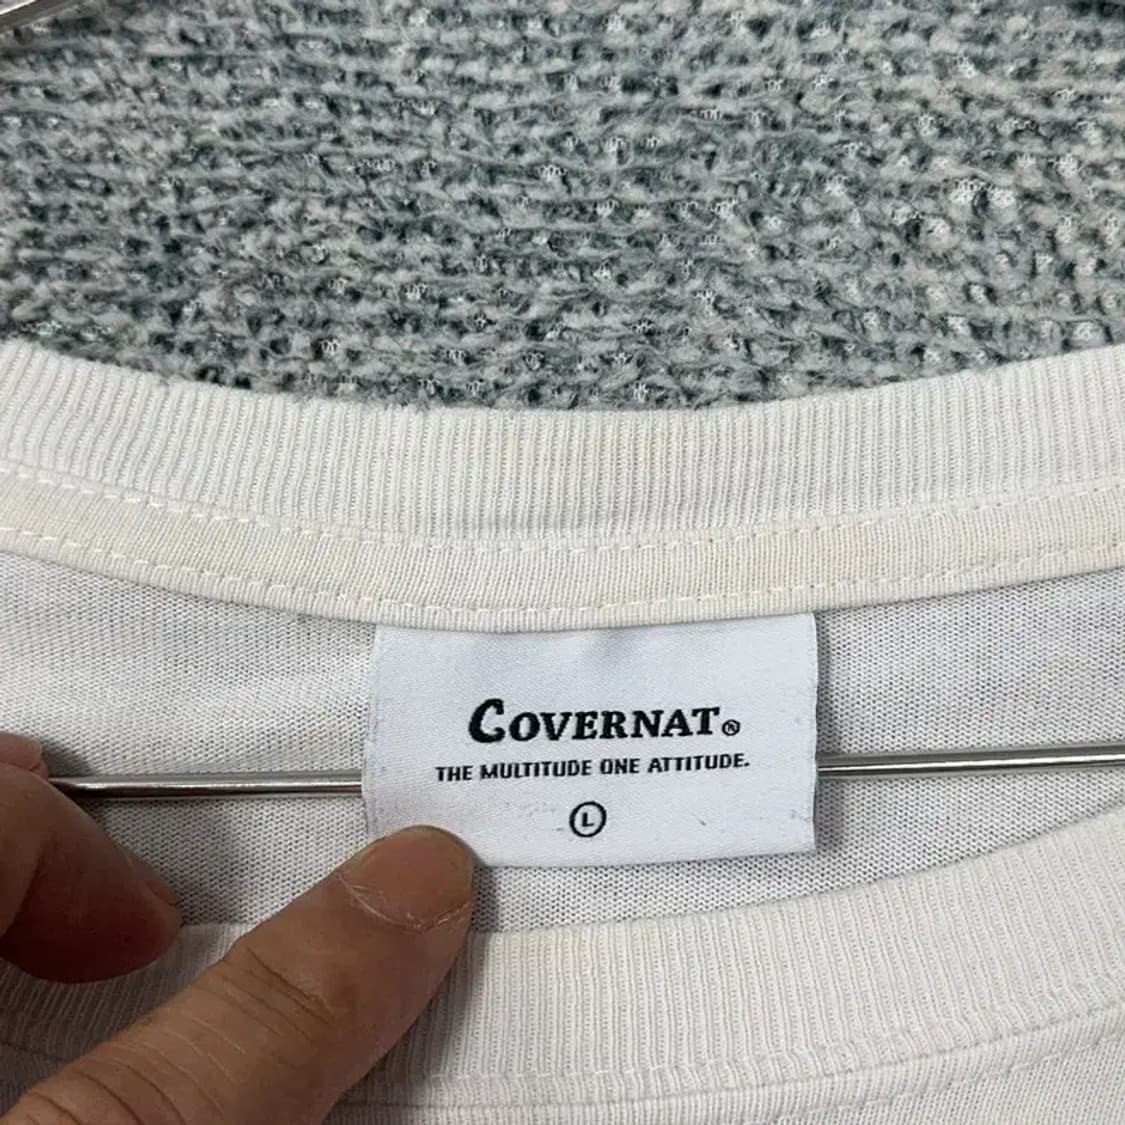 COVERNAT®
THE MULTITUDE ONE ATTITUDE.
L